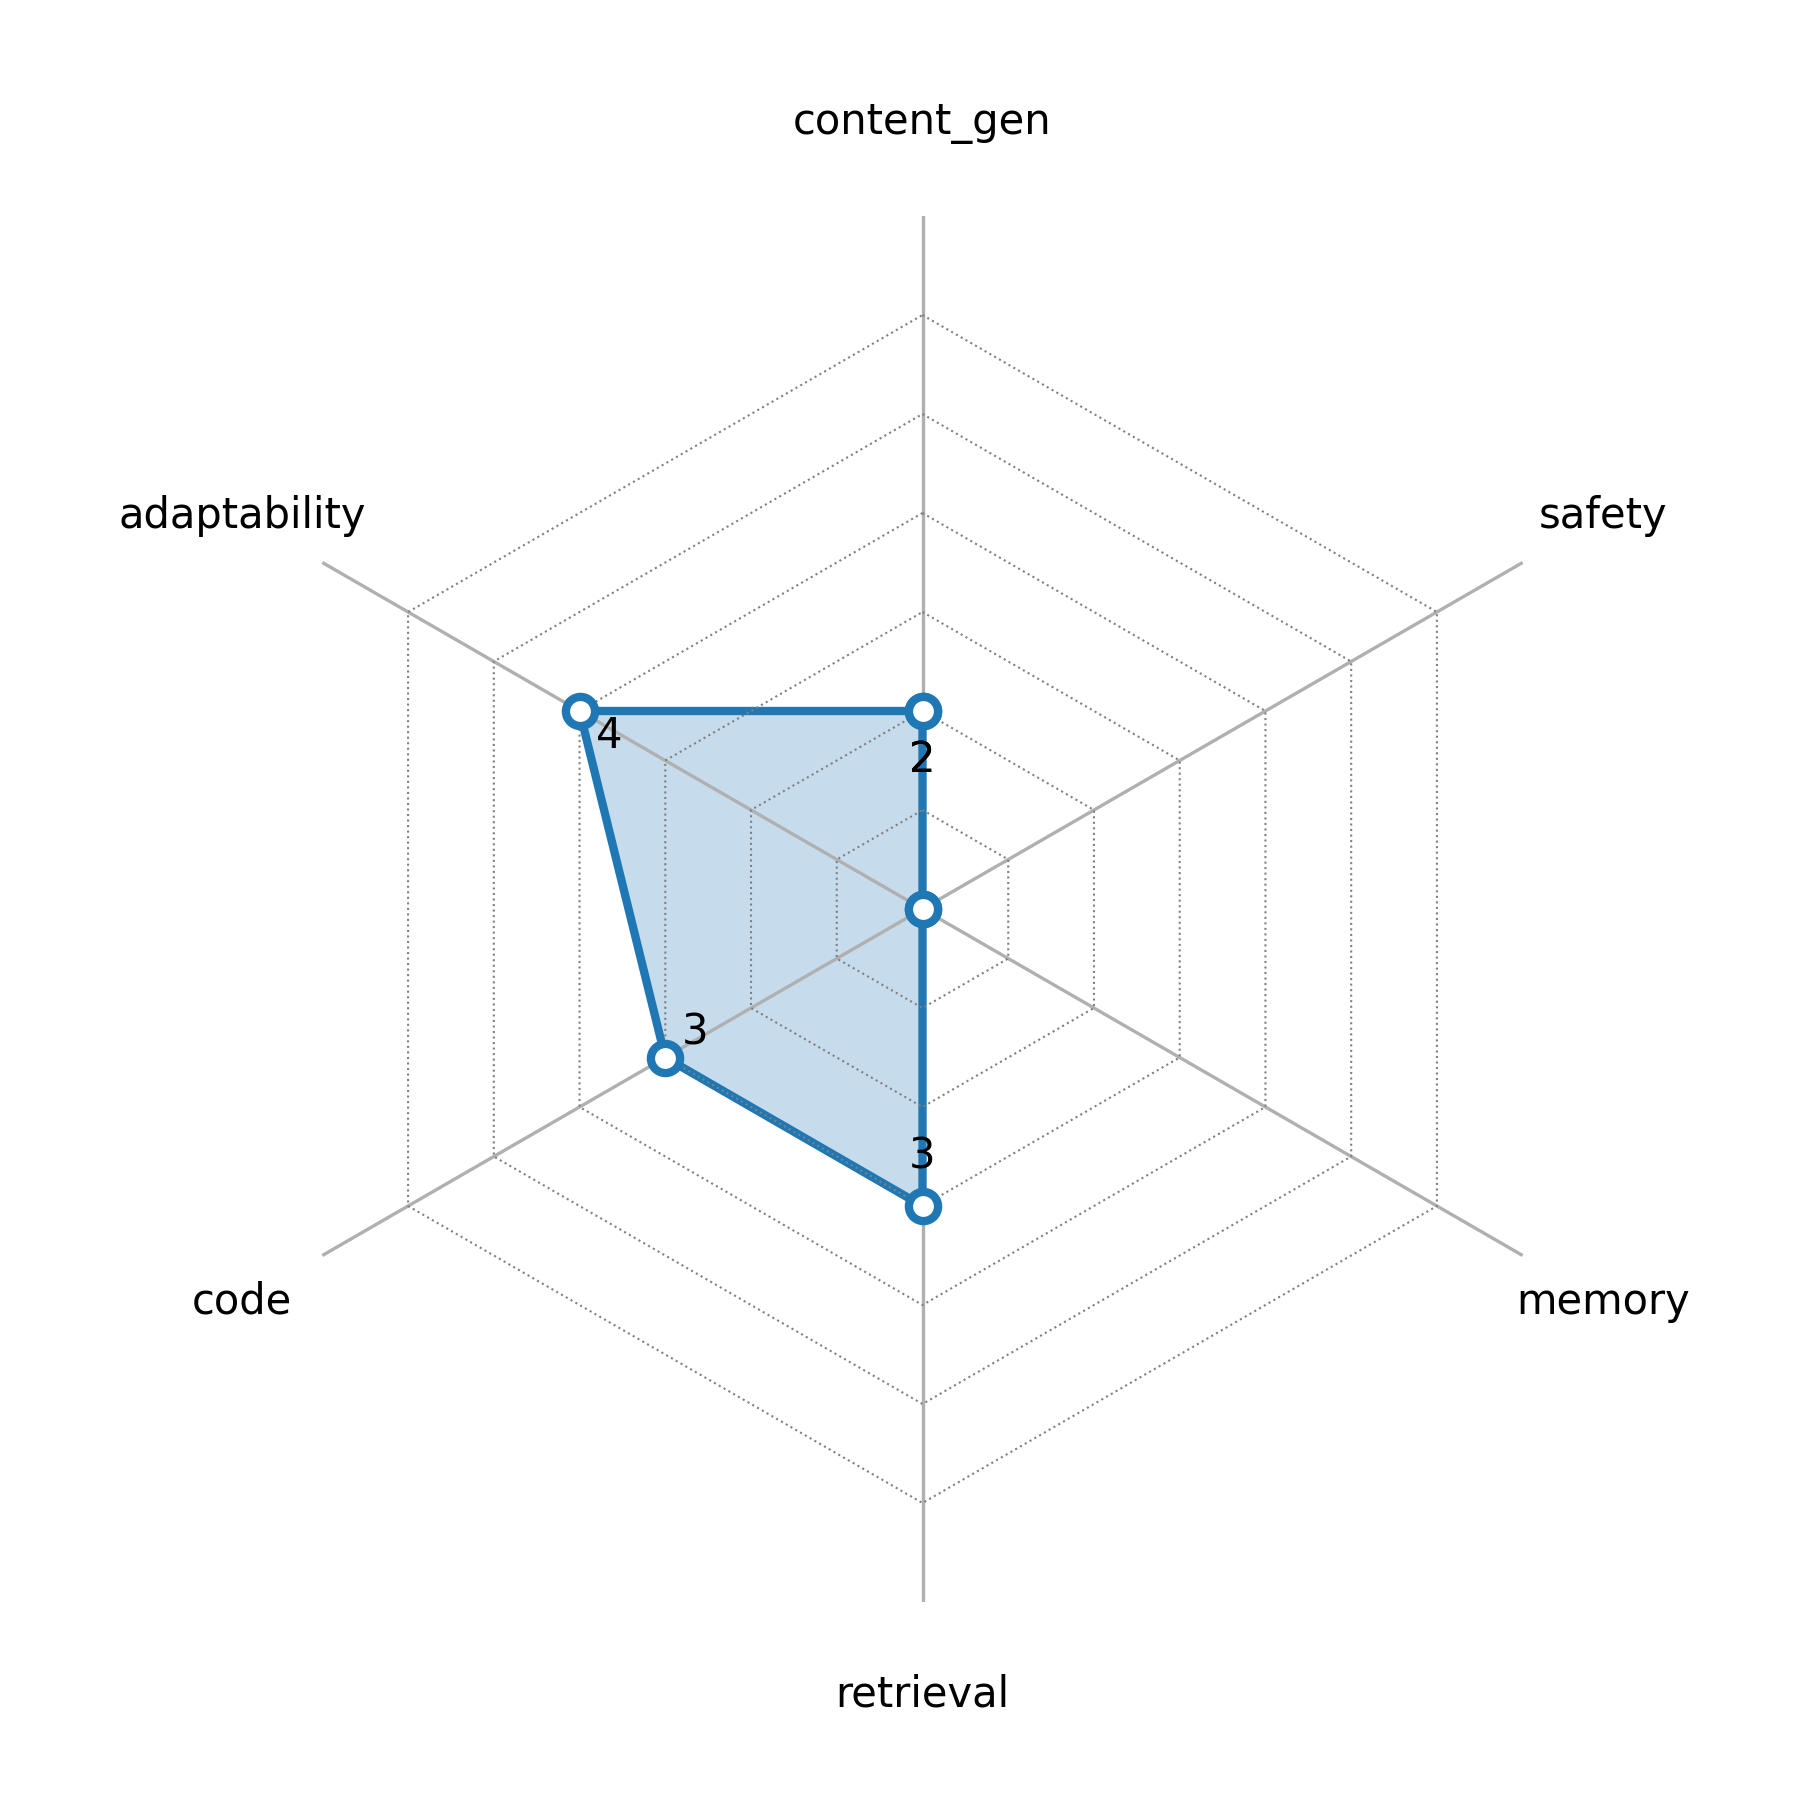 content_gen
adaptability
safety
4
2
3
3
code
memory
retrieval